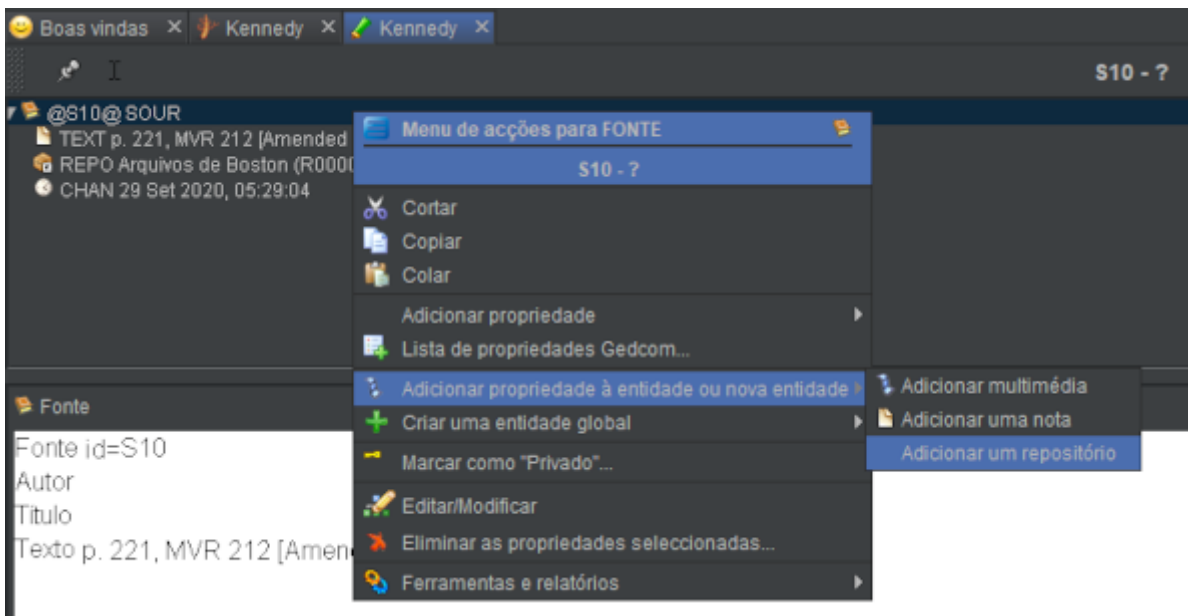 Boas vindas Kennedy Kennedy
S10 - ?
@S10@ SOUR
TEXT p. 221, MVR 212 [Amended
REPO Arquivos de Boston (R0000
CHAN 29 Set 2020, 05:29:04
Menu de acções para FONTE
S10 - ?
Cortar
Copiar
Colar
Adicionar propriedade
Lista de propriedades Gedcom...
Adicionar propriedade à entidade ou nova entidade
Criar uma entidade global
Marcar como "Privado"...
Editar/Modificar
Eliminar as propriedades seleccionadas...
Ferramentas e relatórios
Adicionar multimédia
Adicionar uma nota
Adicionar um repositório
Fonte
Fonte id=S10
Autor
Título
Texto p. 221, MVR 212 [Amen